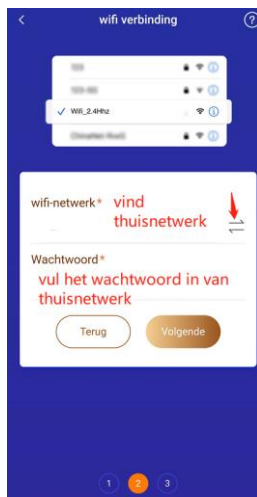 wifi verbinding
?
Wifi_2.4Hhz
wifi-netwerk* vind
thuisnetwerk
Wachtwoord*
vul het wachtwoord in van
thuisnetwerk
Terug
Volgende
1 2 3